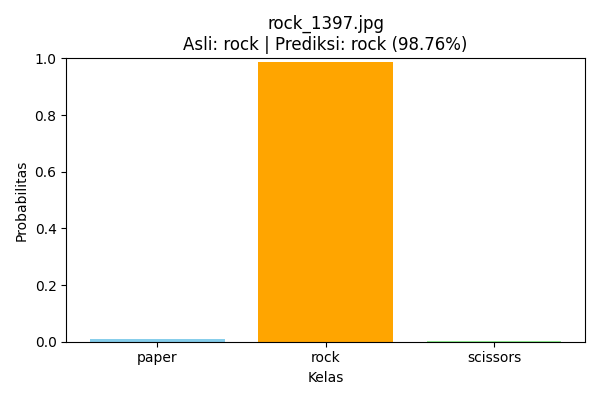 rock_1397.jpg
Asli: rock | Prediksi: rock (98.76%)
1.0
0.8
0.6
0.4
0.2
0.0
Probabilitas
paper rock scissors
Kelas